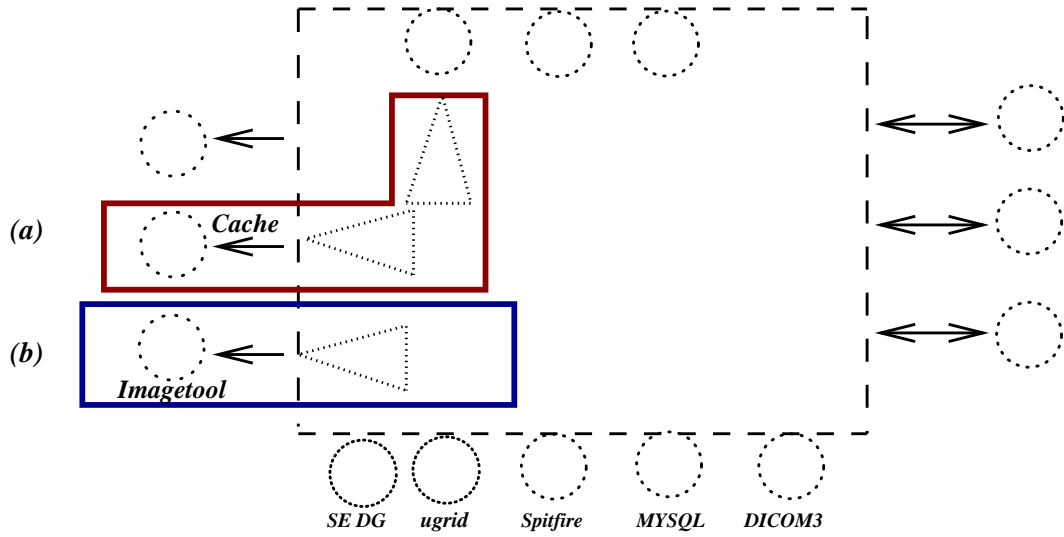 Cache
(a)
(b)
Imagetool
SE DG ugrid Spitfire MYSQL DICOM3